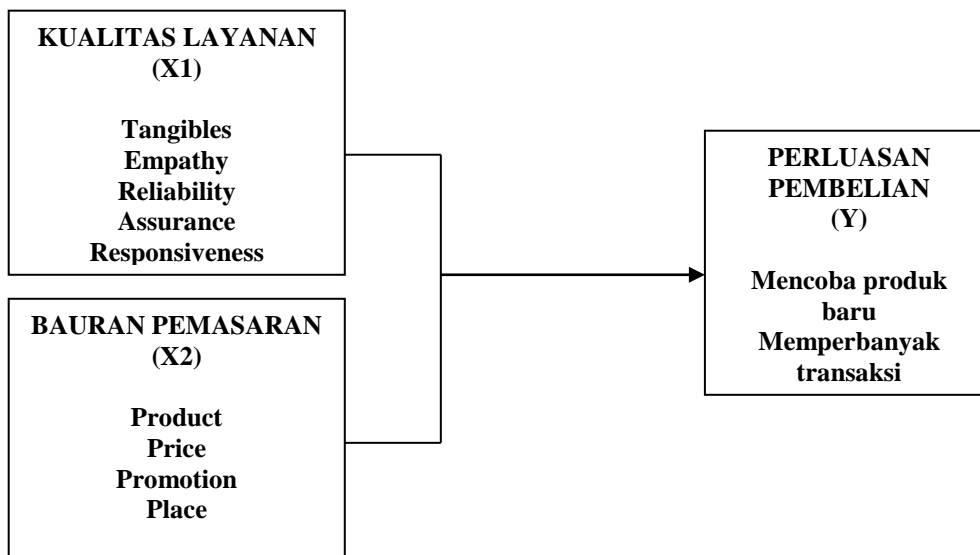 KUALITAS LAYANAN
(X1)
Tangibles
Empathy
Reliability
Assurance
Responsiveness
BAURAN PEMASARAN
(X2)
Product
Price
Promotion
Place
PERLUASAN
PEMBELIAN
(Y)
Mencoba produk
baru
Memperbanyak
transaksi